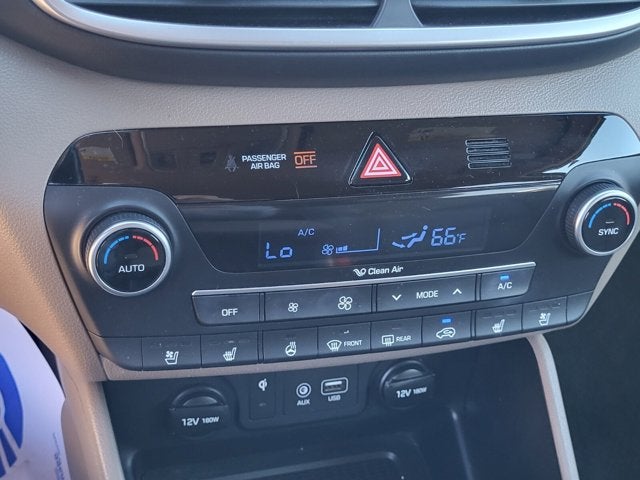 PASSENGER AIR BAG OFF
A/C
Lo 66°F
Clean Air
AUTO
SYNC
OFF MODE A/C
FRONT REAR
12V 180W AUX USB 12V 180W